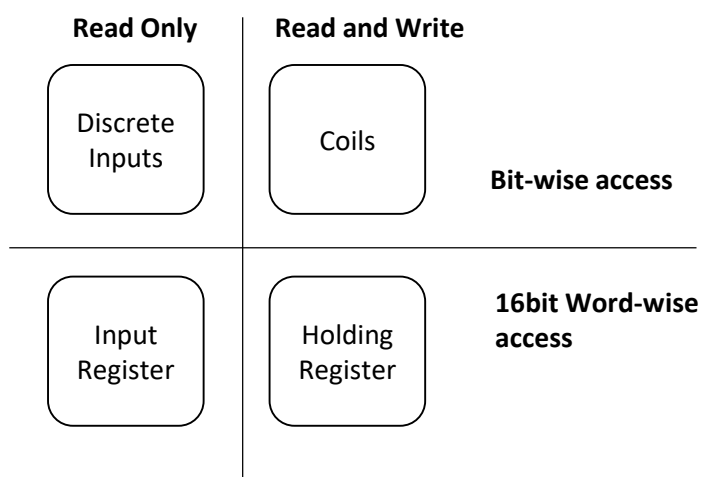 Read Only
Read and Write
Discrete
Inputs
Coils
Bit-wise access
Input
Register
Holding
Register
16bit Word-wise
access